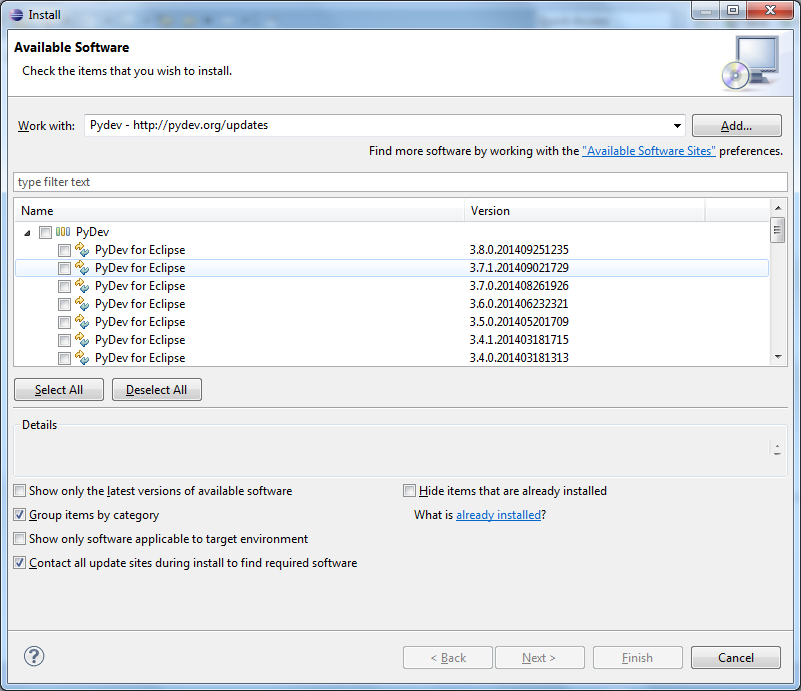 Install
Available Software
Check the items that you wish to install.
Work with: Pydev - http://pydev.org/updates Add...
Find more software by working with the "Available Software Sites" preferences.
type filter text
Name Version
PyDev
PyDev for Eclipse 3.8.0.201409251235
PyDev for Eclipse 3.7.1.201409021729
PyDev for Eclipse 3.7.0.201408261926
PyDev for Eclipse 3.6.0.201406232321
PyDev for Eclipse 3.5.0.201405201709
PyDev for Eclipse 3.4.1.201403181715
PyDev for Eclipse 3.4.0.201403181313
Select All Deselect All
Details
Show only the latest versions of available software Hide items that are already installed
Group items by category What is already installed?
Show only software applicable to target environment
Contact all update sites during install to find required software
? < Back Next > Finish Cancel